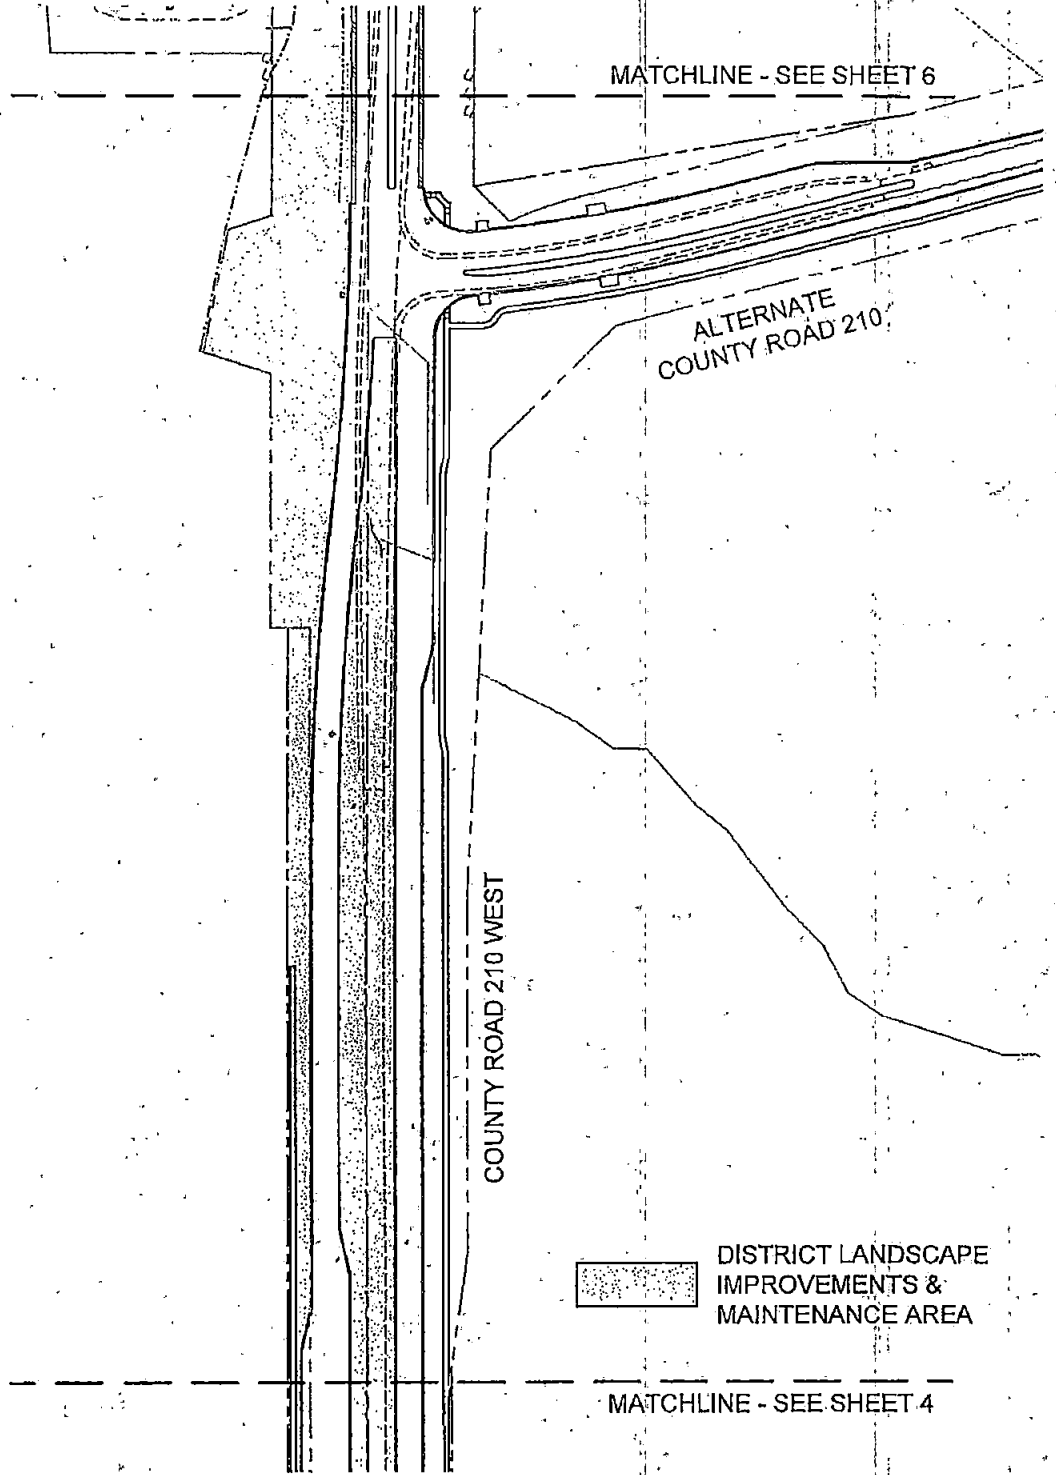 MATCHLINE - SEE SHEET 6
ALTERNATE
COUNTY ROAD 210
COUNTY ROAD 210 WEST
DISTRICT LANDSCAPE
IMPROVEMENTS &
MAINTENANCE AREA
MATCHLINE - SEE SHEET 4